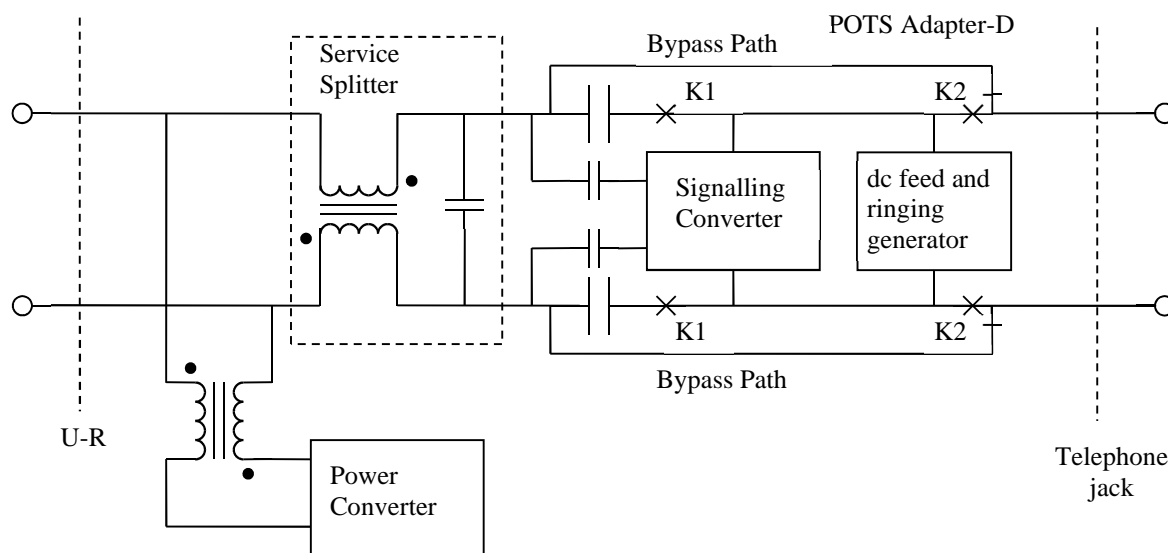 POTS Adapter-D
Bypass Path
Service
Splitter
K1
K2
Signalling
Converter
dc feed and
ringing
generator
K1
K2
Bypass Path
U-R
Telephone
jack
Power
Converter